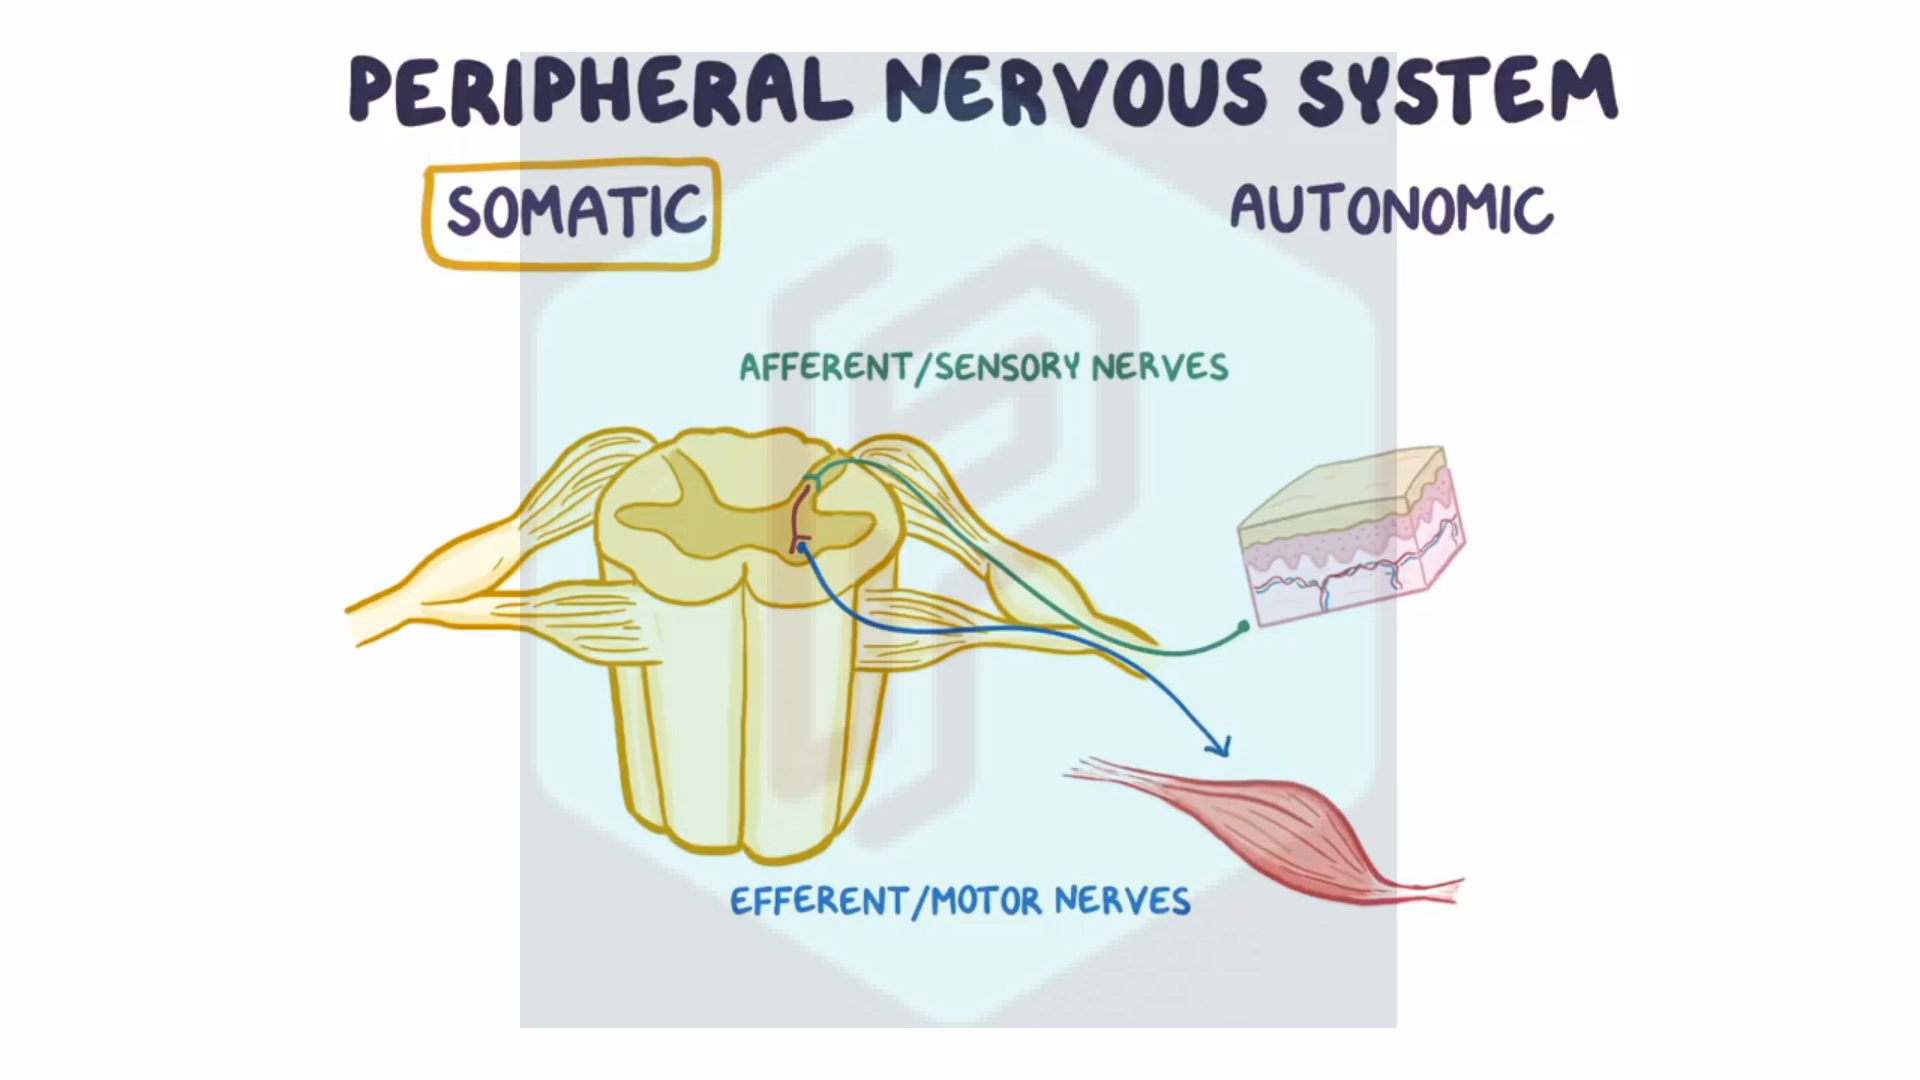 PERIPHERAL NERVOUS SYSTEM
SOMATIC
AUTONOMIC
AFFERENT/SENSORY NERVES
EFFERENT/MOTOR NERVES